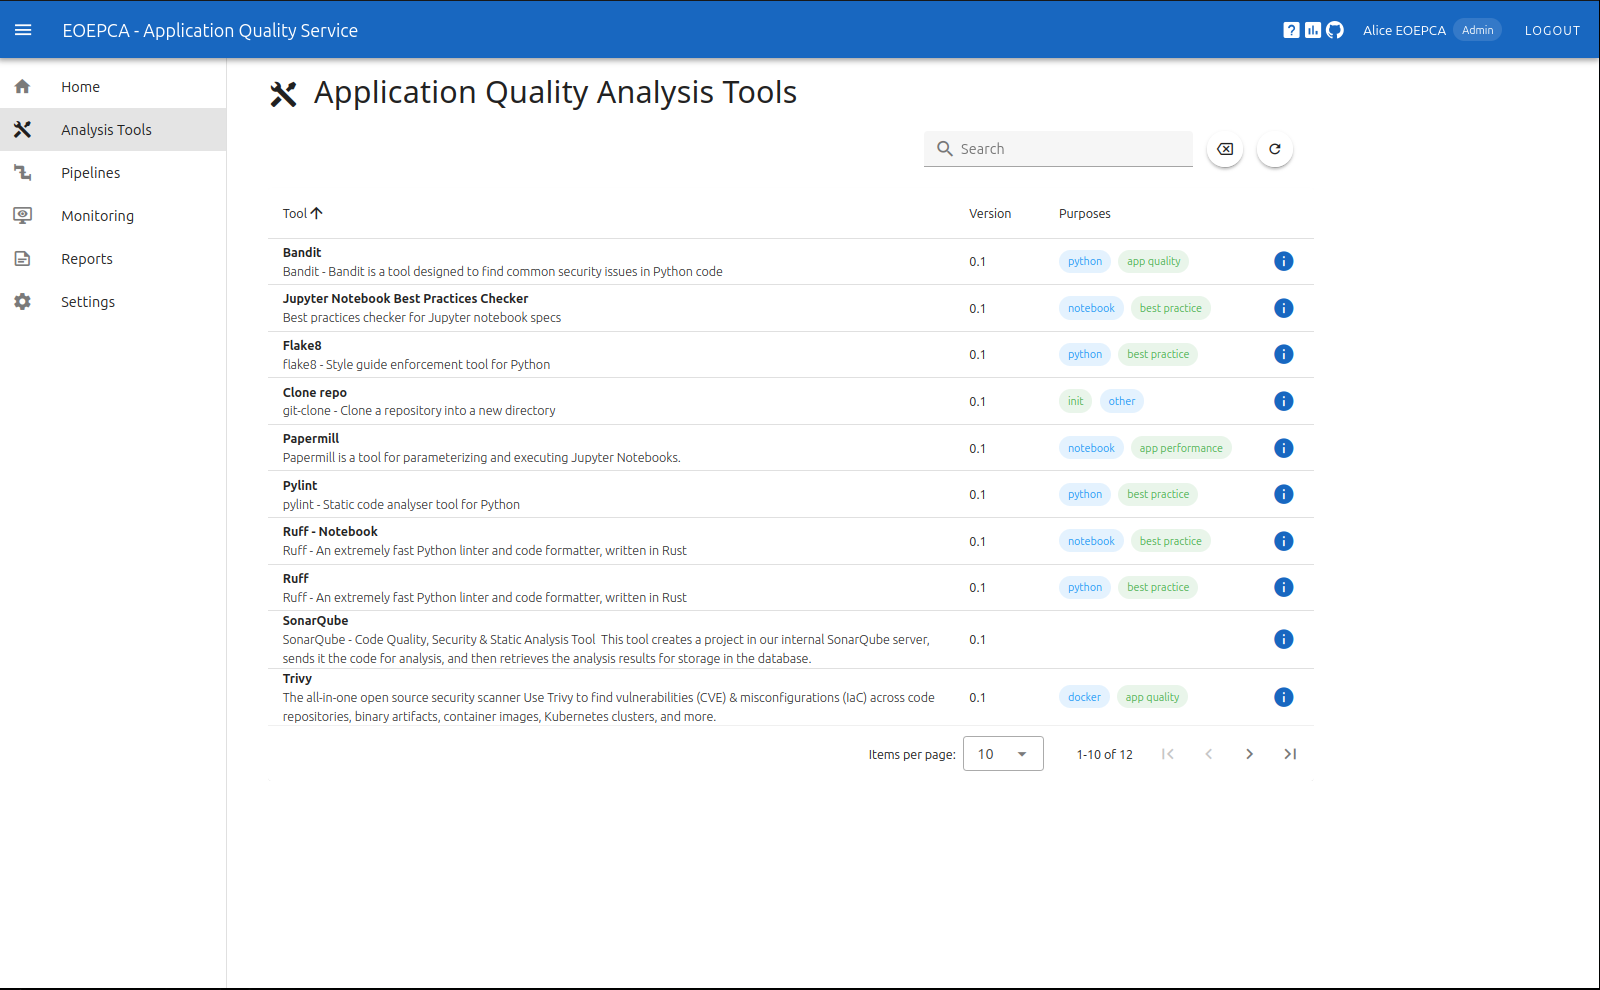 EOEPCA - Application Quality Service
Alice EOEPCA Admin LOGOUT
Home
Analysis Tools
Pipelines
Monitoring
Reports
Settings
Application Quality Analysis Tools
Search
Tool Version Purposes
Bandit
Bandit - Bandit is a tool designed to find common security issues in Python code
0.1 python app quality
Jupyter Notebook Best Practices Checker
Best practices checker for Jupyter notebook specs
0.1 notebook best practice
Flake8
flake8 - Style guide enforcement tool for Python
0.1 python best practice
Clone repo
git-clone - Clone a repository into a new directory
0.1 init other
Papermill
Papermill is a tool for parameterizing and executing Jupyter Notebooks.
0.1 notebook app performance
Pylint
pylint - Static code analyser tool for Python
0.1 python best practice
Ruff - Notebook
Ruff - An extremely fast Python linter and code formatter, written in Rust
0.1 notebook best practice
Ruff
Ruff - An extremely fast Python linter and code formatter, written in Rust
0.1 python best practice
SonarQube
SonarQube - Code Quality, Security & Static Analysis Tool This tool creates a project in our internal SonarQube server,
sends it the code for analysis, and then retrieves the analysis results for storage in the database.
0.1
Trivy
The all-in-one open source security scanner Use Trivy to find vulnerabilities (CVE) & misconfigurations (IaC) across code
repositories, binary artifacts, container images, Kubernetes clusters, and more.
0.1 docker app quality
Items per page: 10 1-10 of 12